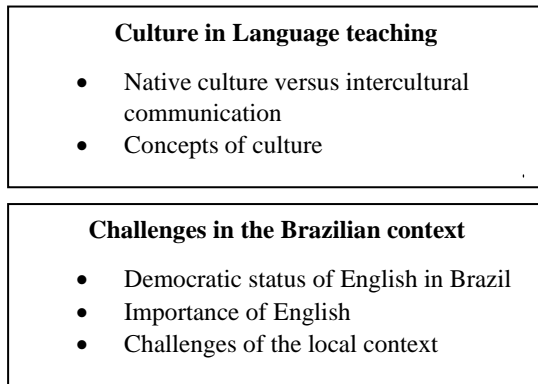 Culture in Language teaching
• Native culture versus intercultural
communication
• Concepts of culture
Challenges in the Brazilian context
• Democratic status of English in Brazil
• Importance of English
• Challenges of the local context